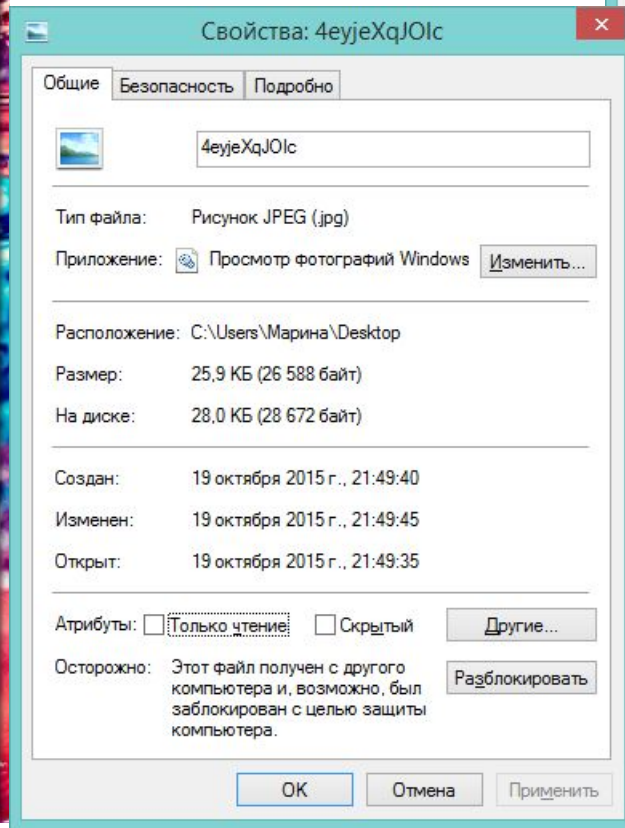 Свойства: 4eyjeXqJOIc
Общие
Безопасность
Подробно
4eyjeXqJOIc
Тип файла: Рисунок JPEG (.jpg)
Приложение: Просмотр фотографий Windows Изменить...
Расположение: C:\Users\Марина\Desktop
Размер: 25,9 КБ (26 588 байт)
На диске: 28,0 КБ (28 672 байт)
Создан: 19 октября 2015 г., 21:49:40
Изменен: 19 октября 2015 г., 21:49:45
Открыт: 19 октября 2015 г., 21:49:35
Атрибуты: Только чтение Скрытый Другие...
Осторожно: Этот файл получен с другого
компьютера и, возможно, был
заблокирован с целью защиты
компьютера.
Разблокировать
ОК Отмена Применить